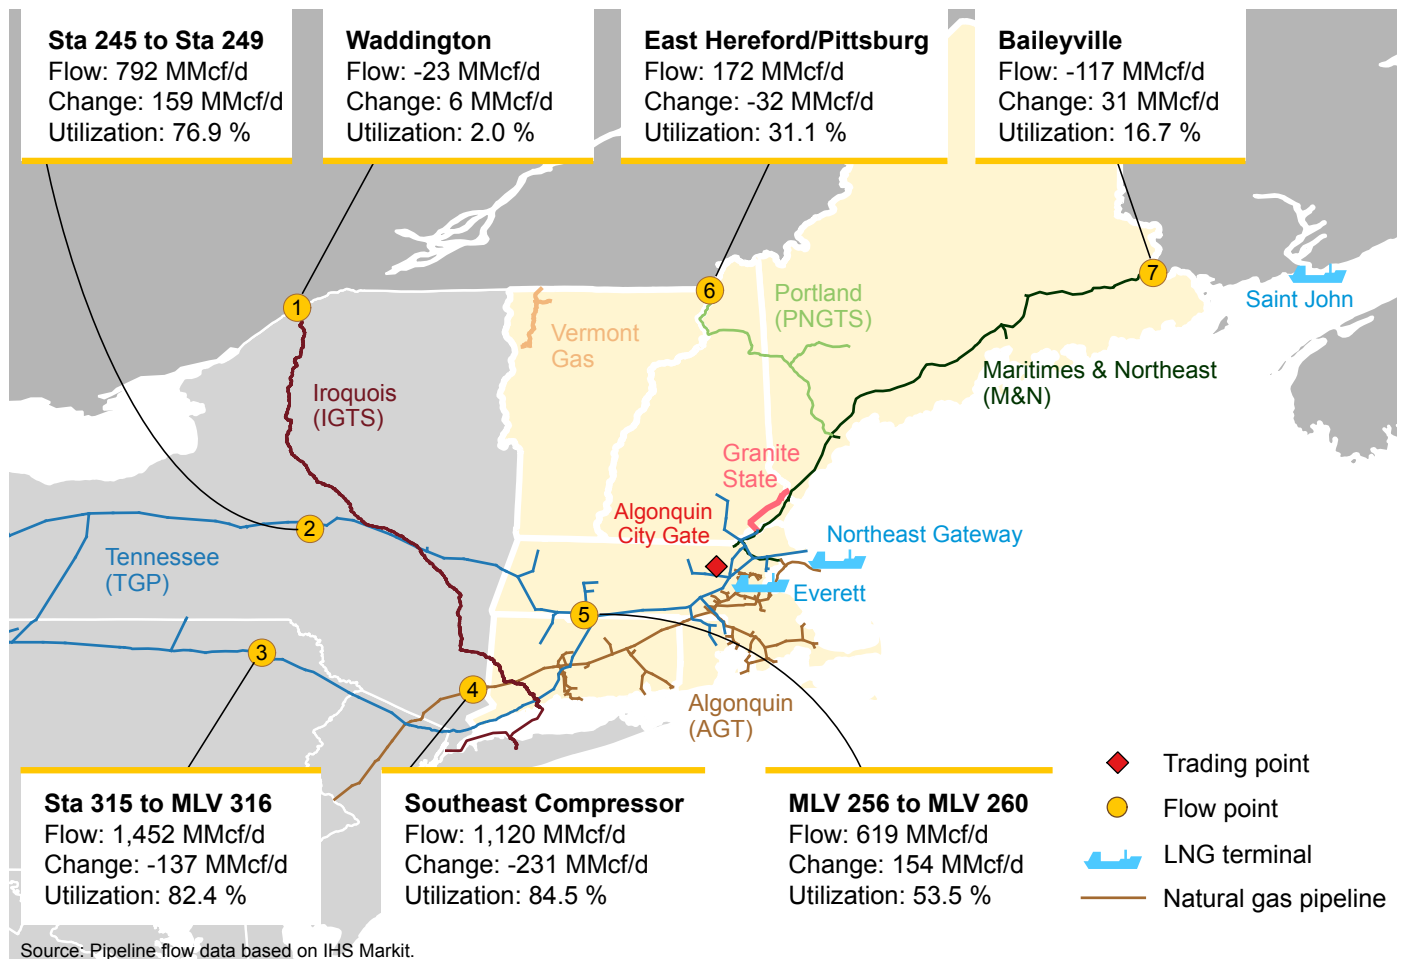 Sta 245 to Sta 249
Flow: 792 MMcf/d
Change: 159 MMcf/d
Utilization: 76.9 %
Waddington
Flow: -23 MMcf/d
Change: 6 MMcf/d
Utilization: 2.0 %
East Hereford/Pittsburg
Flow: 172 MMcf/d
Change: -32 MMcf/d
Utilization: 31.1 %
Baileyville
Flow: -117 MMcf/d
Change: 31 MMcf/d
Utilization: 16.7 %
7
6
1
Saint John
Portland
(PNGTS)
Vermont
Gas
Maritimes & Northeast
(M&N)
Iroquois
(IGTS)
Granite
State
Algonquin
City Gate
2
Northeast Gateway
Tennessee
(TGP)
Everett
5
3
4
Algonquin
(AGT)
Sta 315 to MLV 316
Flow: 1,452 MMcf/d
Change: -137 MMcf/d
Utilization: 82.4 %
Southeast Compressor
Flow: 1,120 MMcf/d
Change: -231 MMcf/d
Utilization: 84.5 %
MLV 256 to MLV 260
Flow: 619 MMcf/d
Change: 154 MMcf/d
Utilization: 53.5 %
Trading point
Flow point
LNG terminal
Natural gas pipeline
Source: Pipeline flow data based on IHS Markit.